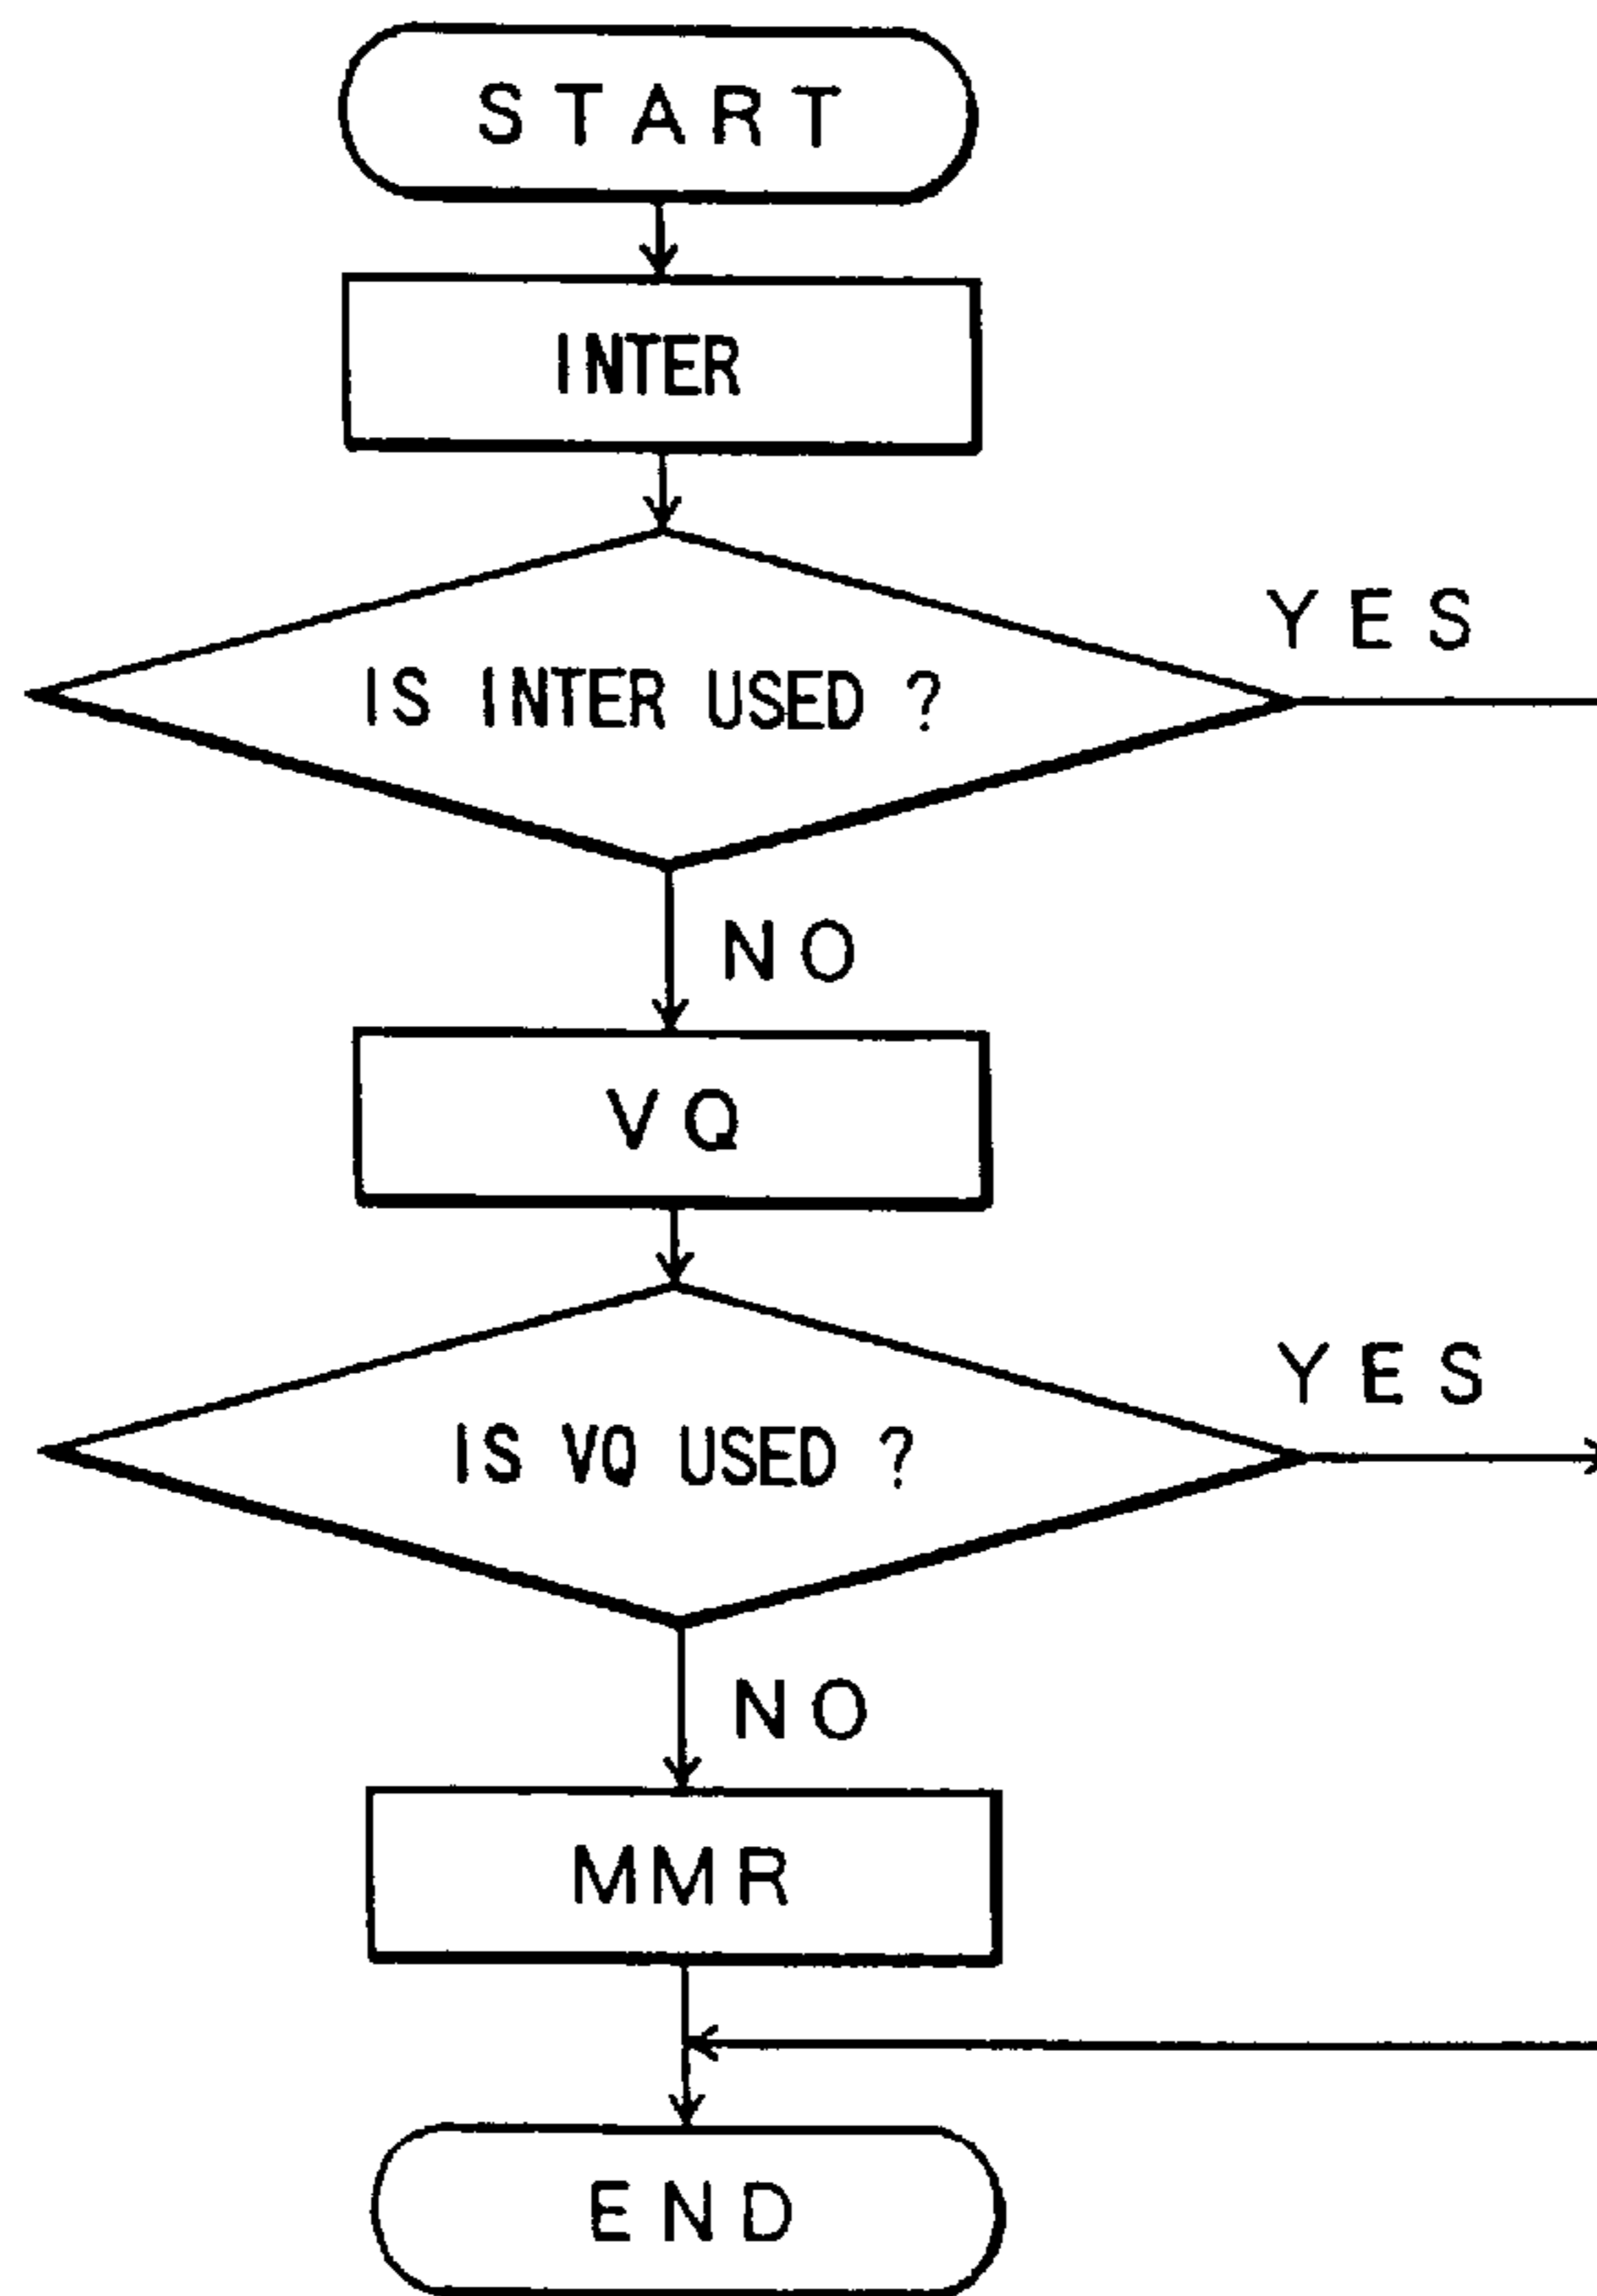 START
INTER
IS INTER USED ?
YES
NO
VQ
IS VQ USED ?
YES
NO
MMR
END